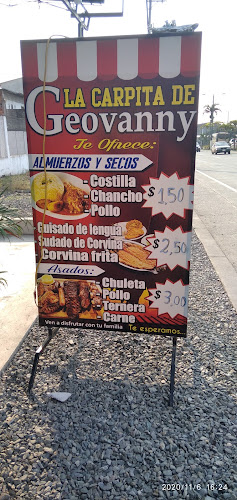 LA CARPITA DE
Geovanny
Te Ofrece:
ALMUERZOS Y SECOS
- Costilla
- Chancho
- Pollo
$1,50
Guisado de lengua
Sudado de Corvina
Corvina frita
$2,50
Asados:
- Chuleta
- Pollo
- Ternera
- Carne
$3,00
Ven a disfrutar con tu familia
Te esperamos...
2020/11/6 16:24